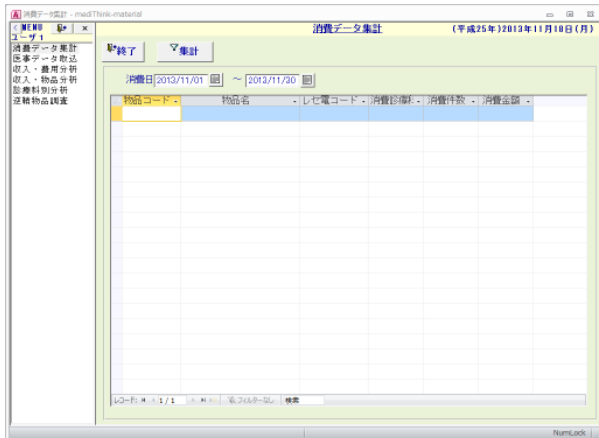 消費データ集計 - mediThink-material
MENU
ユーザ1
消費データ集計
医事データ取込
収入・費用分析
収入・物品分析
診療科別分析
逆鞘物品調査
消費データ集計
(平成25年)2013年11月18日(月)
終了 集計
消費日 2013/11/01 ～ 2013/11/30
物品コード 物品名 レセ電コード 消費診療科 消費件数 消費金額
レコード: 1 / 1 フィルターなし 検索
NumLock